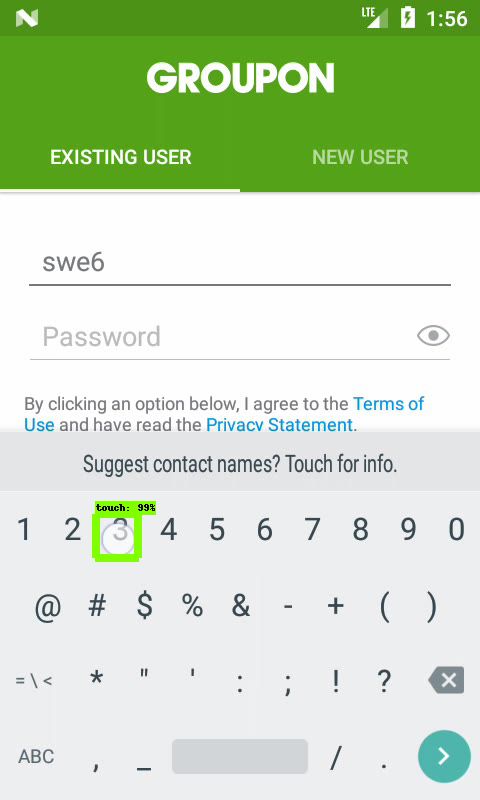 LTE 1:56
GROUPON
EXISTING USER NEW USER
swe6
Password
By clicking an option below, I agree to the Terms of
Use and have read the Privacy Statement.
Suggest contact names? Touch for info.
touch: 99%
1 2 3 4 5 6 7 8 9 0
@ # $ % & - + ( )
= \ < * " ' : ; ! ?
ABC , _ / .